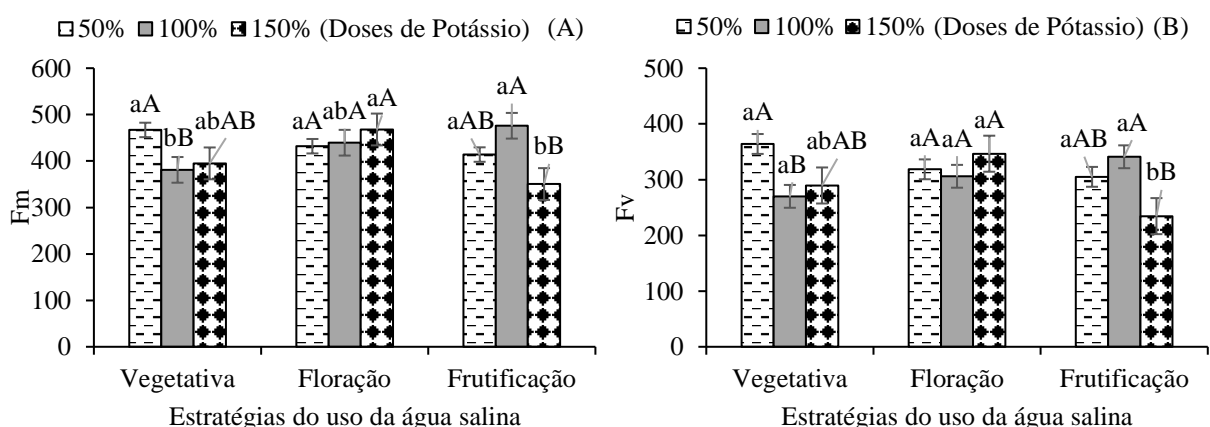 50% 100% 150% (Doses de Potássio) (A)
600
500
400
300
200
100
0
Fm
aA
bB
abAB
aA
abA
aA
aAB
aA
bB
Vegetativa Floração Frutificação
Estratégias do uso da água salina
50% 100% 150% (Doses de Pótassio) (B)
500
400
300
200
100
0
Fv
aA
aB
abAB
aA
aA
aA
aAB
aA
bB
Vegetativa Floração Frutificação
Estratégias do uso da água salina